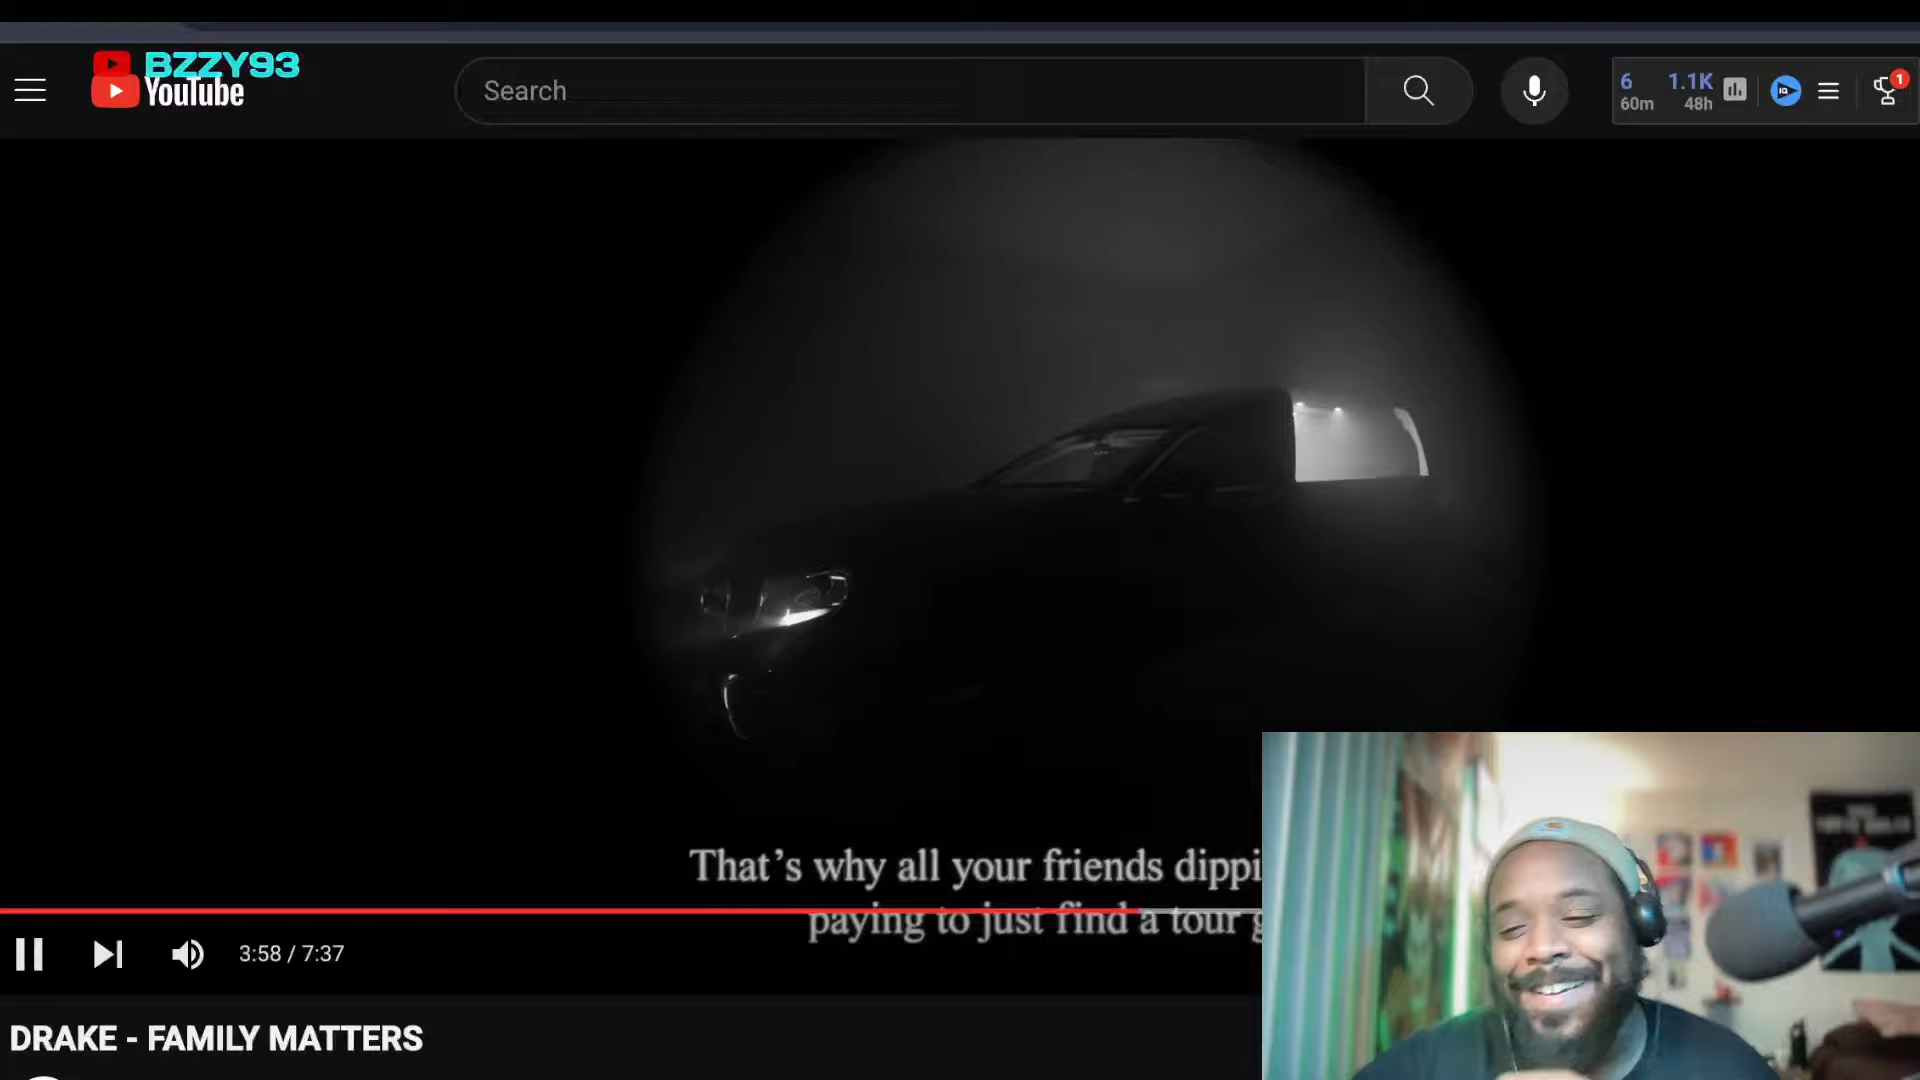 BZZY93
YouTube
Search
6 1.1K
60m 48h
1
That’s why all your friends dippi
paying to just find a tour g
3:58 / 7:37
DRAKE - FAMILY MATTERS